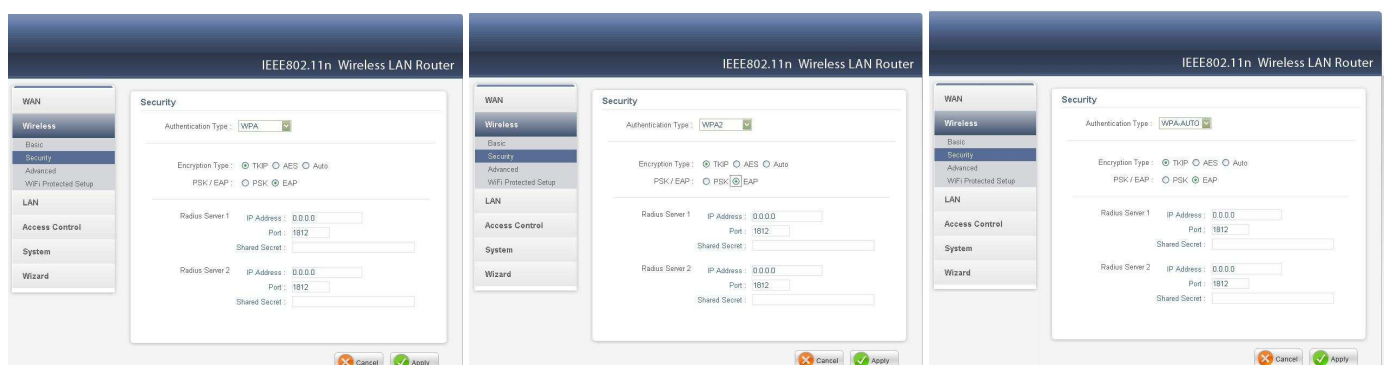 IEEE802.11n Wireless LAN Router
WAN
Wireless
Basic
Security
Advanced
WiFi Protected Setup
LAN
Access Control
System
Wizard
Security
Authentication Type : WPA
Encryption Type : TKIP AES Auto
PSK / EAP : PSK EAP
Radius Server 1 IP Address : 0.0.0.0
Port : 1812
Shared Secret :
Radius Server 2 IP Address : 0.0.0.0
Port : 1812
Shared Secret :
Cancel Apply
IEEE802.11n Wireless LAN Router
WAN
Wireless
Basic
Security
Advanced
WiFi Protected Setup
LAN
Access Control
System
Wizard
Security
Authentication Type : WPA2
Encryption Type : TKIP AES Auto
PSK / EAP : PSK EAP
Radius Server 1 IP Address : 0.0.0.0
Port : 1812
Shared Secret :
Radius Server 2 IP Address : 0.0.0.0
Port : 1812
Shared Secret :
Cancel Apply
IEEE802.11n Wireless LAN Router
WAN
Wireless
Basic
Security
Advanced
WiFi Protected Setup
LAN
Access Control
System
Wizard
Security
Authentication Type : WPA-AUTO
Encryption Type : TKIP AES Auto
PSK / EAP : PSK EAP
Radius Server 1 IP Address : 0.0.0.0
Port : 1812
Shared Secret :
Radius Server 2 IP Address : 0.0.0.0
Port : 1812
Shared Secret :
Cancel Apply